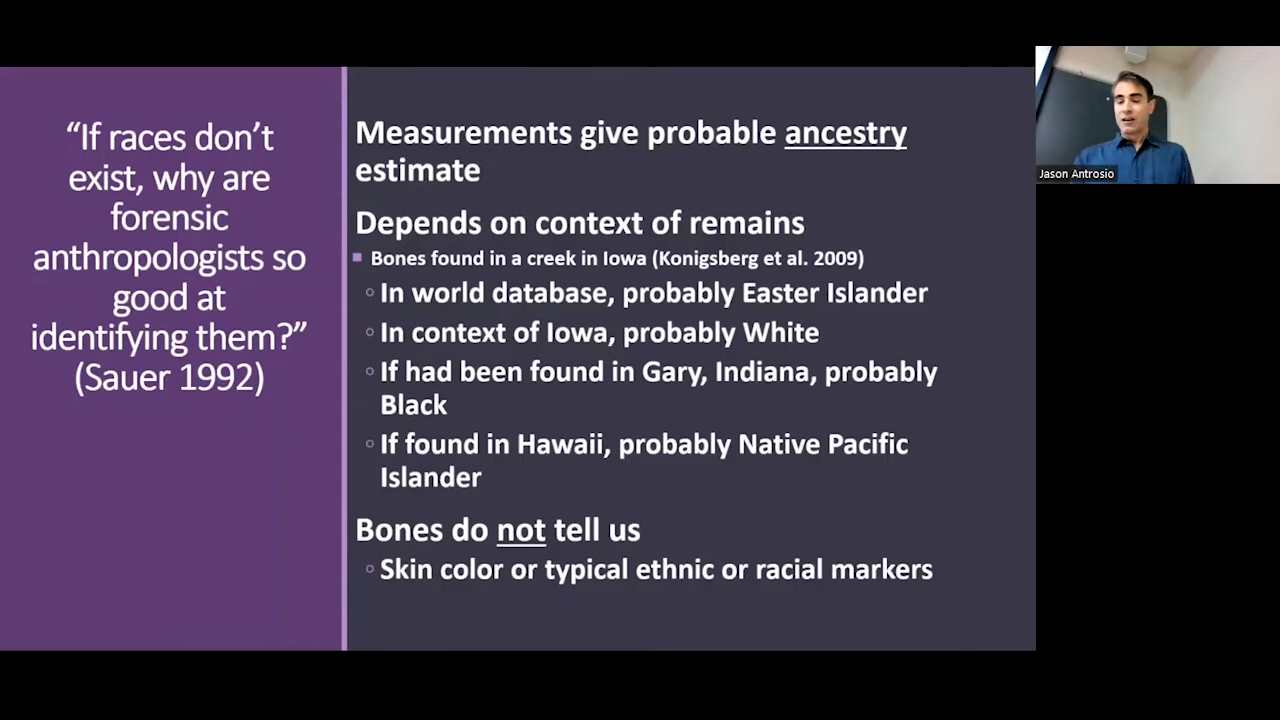 “If races don’t
exist, why are
forensic
anthropologists so
good at
identifying them?”
(Sauer 1992)
Measurements give probable ancestry
estimate
Depends on context of remains
Bones found in a creek in Iowa (Konigsberg et al. 2009)
In world database, probably Easter Islander
In context of Iowa, probably White
If had been found in Gary, Indiana, probably
Black
If found in Hawaii, probably Native Pacific
Islander
Bones do not tell us
Skin color or typical ethnic or racial markers
Jason Antrosio